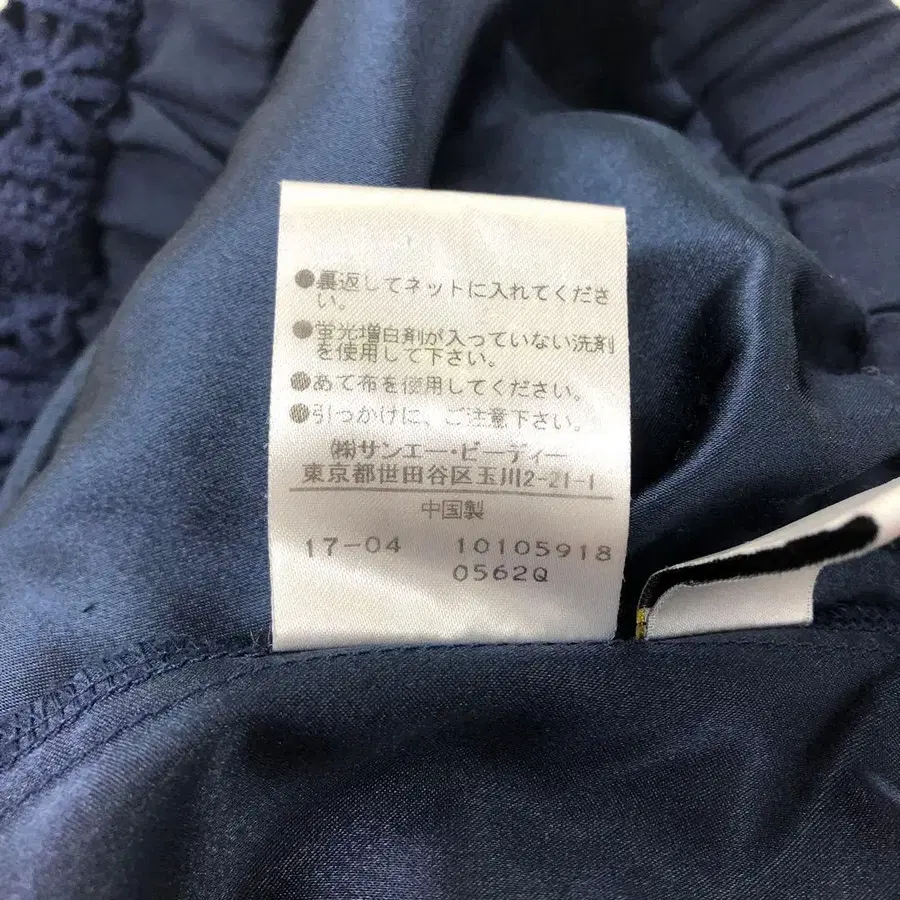 ●裏返してネットに入れてくださ
い。
●蛍光増白剤が入っていない洗剤
を使用して下さい。
●あて布を使用してください。
●引っかけに、ご注意下さい。
(株)サンエー・ビーディー
東京都世田谷区玉川2-21-1
中国製
17-04 10105918
0562Q